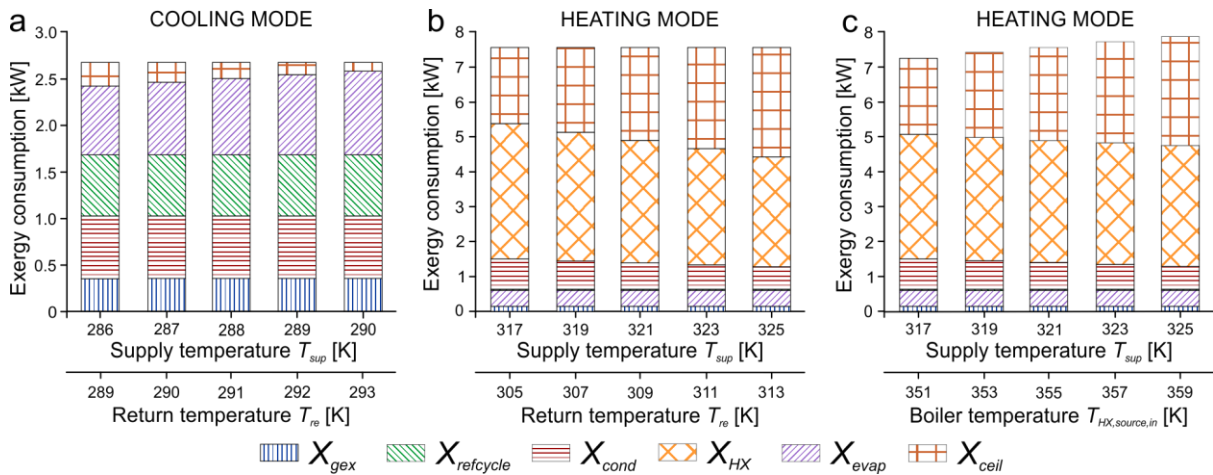 a COOLING MODE
Exergy consumption [kW]
3.0
2.5
2.0
1.5
1.0
0.5
0
286 287 288 289 290
Supply temperature T_sup [K]
289 290 291 292 293
Return temperature T_re [K]
b HEATING MODE
Exergy consumption [kW]
8
7
6
5
4
3
2
1
0
317 319 321 323 325
Supply temperature T_sup [K]
305 307 309 311 313
Return temperature T_re [K]
c HEATING MODE
Exergy consumption [kW]
8
7
6
5
4
3
2
1
0
317 319 321 323 325
Supply temperature T_sup [K]
351 353 355 357 359
Boiler temperature T_HX,source,in [K]
X_gex X_refcycle X_cond X_HX X_evap X_ceil